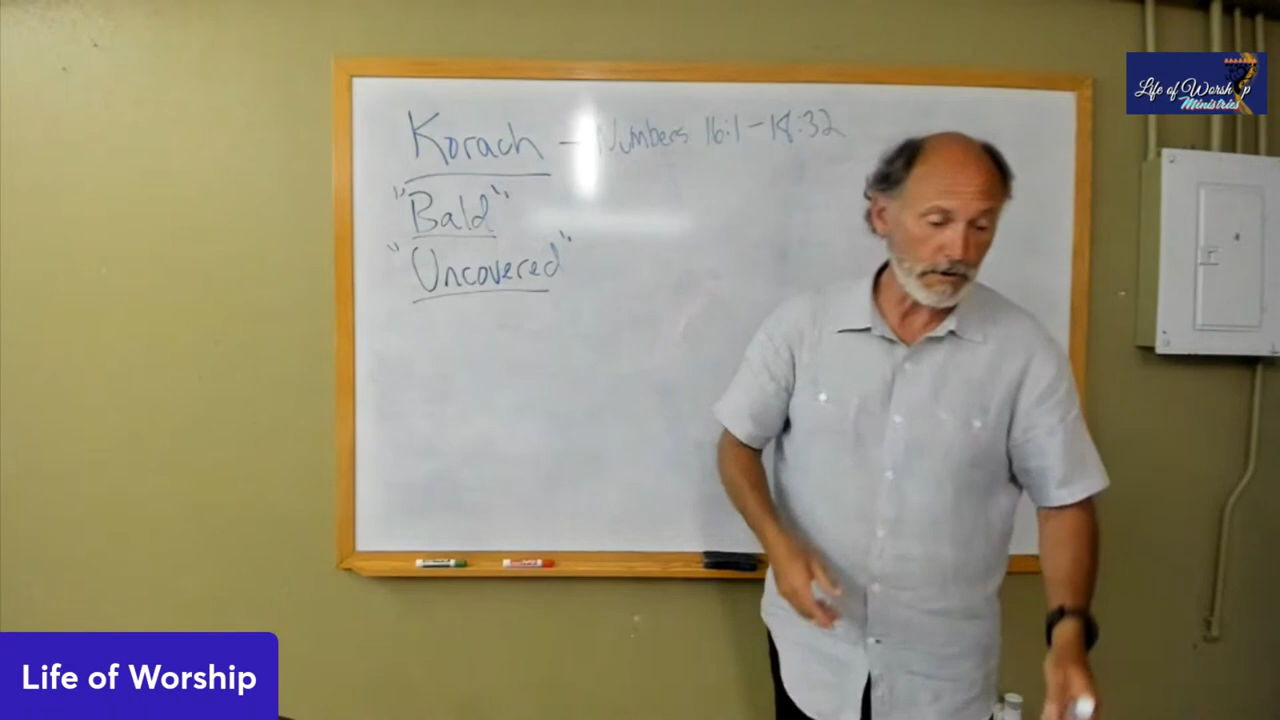 Korach - Numbers 16:1-18:32
"Bald"
"Uncovered"
Life of Worship
Ministries
Life of Worship